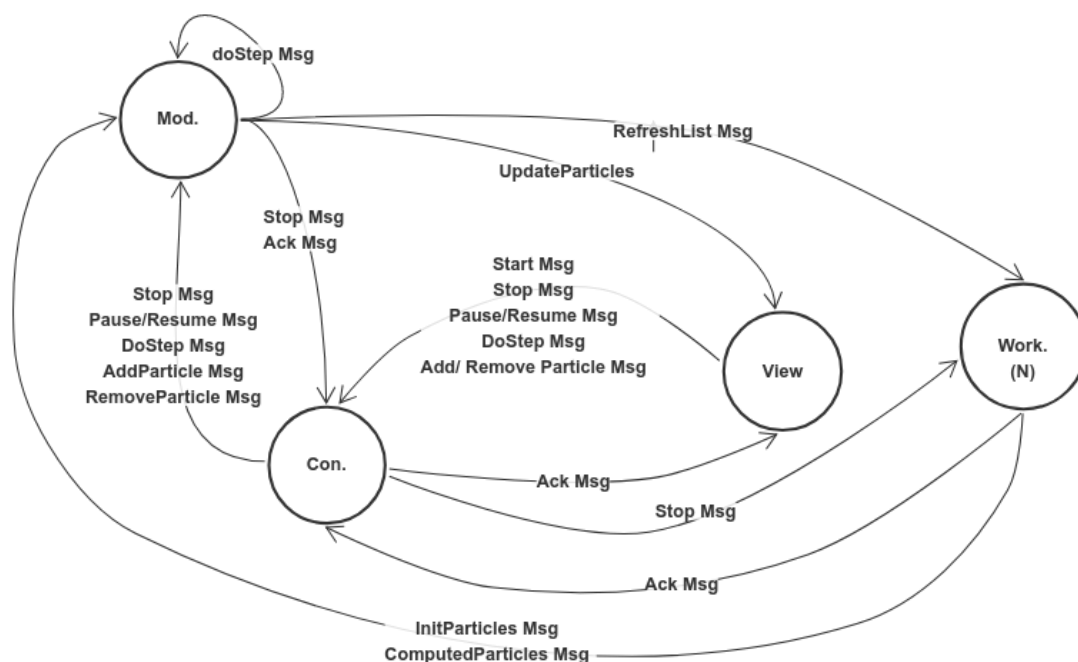 doStep Msg
Mod.
RefreshList Msg
UpdateParticles
Stop Msg
Ack Msg
Start Msg
Stop Msg
Pause/Resume Msg
DoStep Msg
Add/ Remove Particle Msg
Stop Msg
Pause/Resume Msg
DoStep Msg
AddParticle Msg
RemoveParticle Msg
View
Work.
(N)
Con.
Ack Msg
Stop Msg
Ack Msg
InitParticles Msg
ComputedParticles Msg